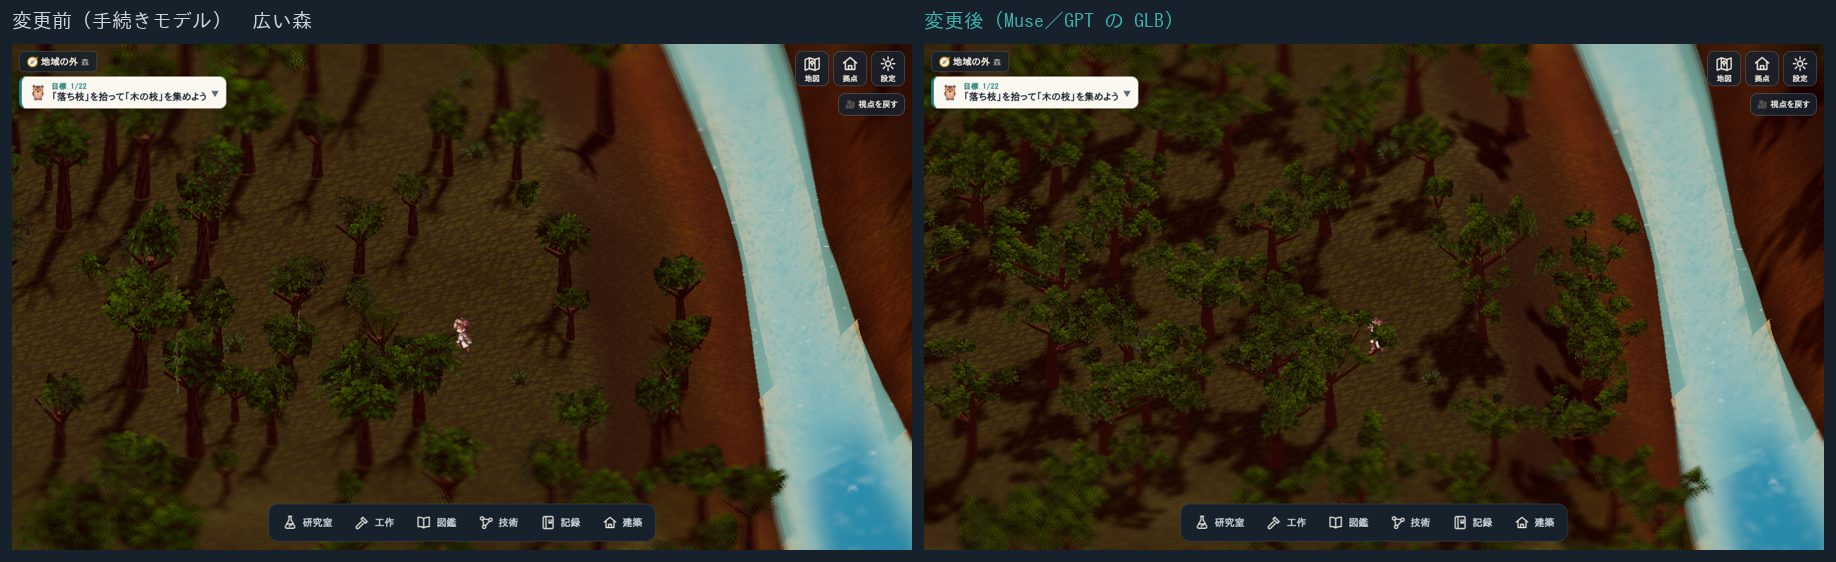 変更前（手続きモデル）　広い森
地域の外 森
目標 1/22
「落ち枝」を拾って「木の枝」を集めよう ▼
地図
拠点
設定
視点を戻す
研究室
工作
図鑑
技術
記録
建築
変更後（Muse／GPT の GLB）
地域の外 森
目標 1/22
「落ち枝」を拾って「木の枝」を集めよう ▼
地図
拠点
設定
視点を戻す
研究室
工作
図鑑
技術
記録
建築